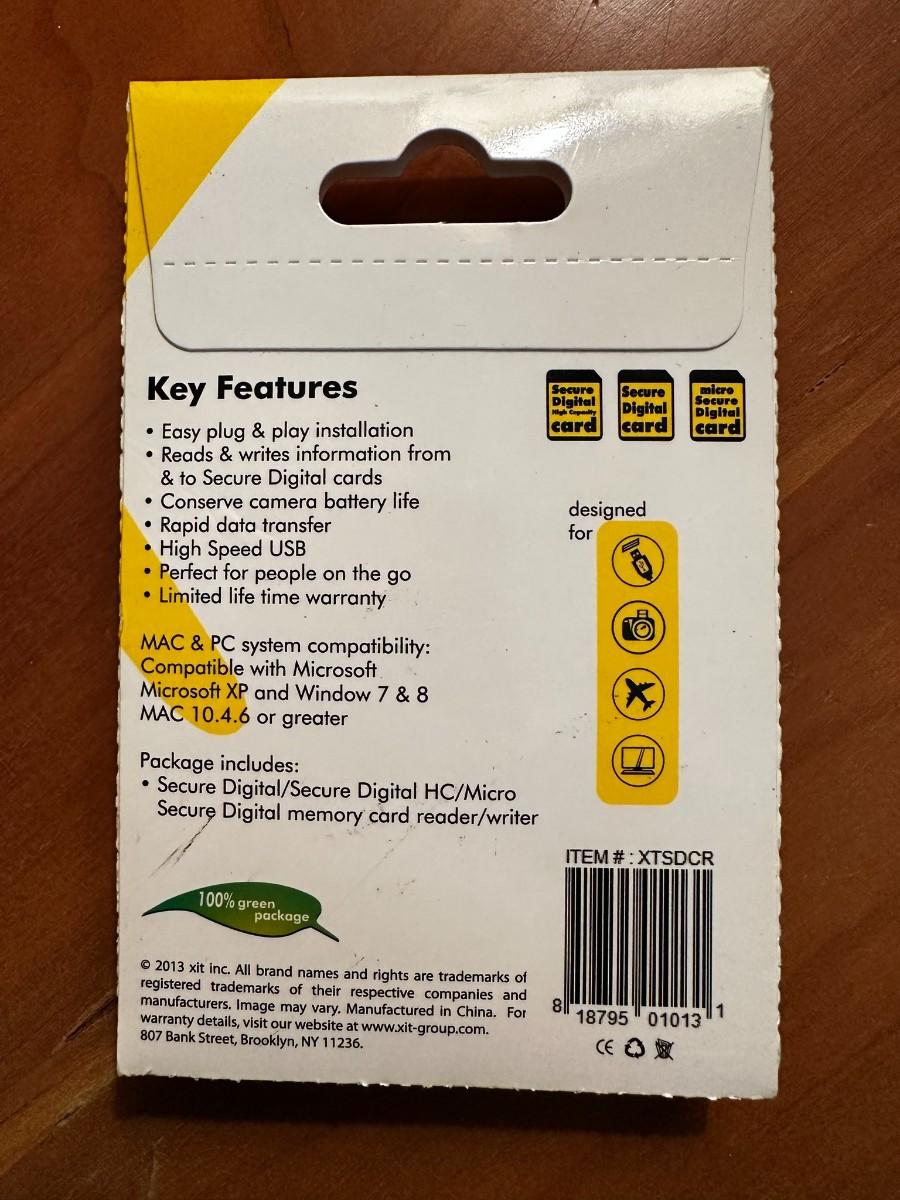 Key Features
• Easy plug & play installation
• Reads & writes information from
& to Secure Digital cards
• Conserve camera battery life
• Rapid data transfer
• High Speed USB
• Perfect for people on the go
• Limited life time warranty
MAC & PC system compatibility:
Compatible with Microsoft
Microsoft XP and Window 7 & 8
MAC 10.4.6 or greater
Package includes:
• Secure Digital/Secure Digital HC/Micro
Secure Digital memory card reader/writer
100% green
package
© 2013 xit inc. All brand names and rights are trademarks of
registered trademarks of their respective companies and
manufacturers. Image may vary. Manufactured in China. For
warranty details, visit our website at www.xit-group.com.
807 Bank Street, Brooklyn, NY 11236.
Secure
Digital
High Capacity
card
Secure
Digital
card
micro
Secure
Digital
card
designed
for
ITEM # : XTSDCR
8 18795 01013 1
CE